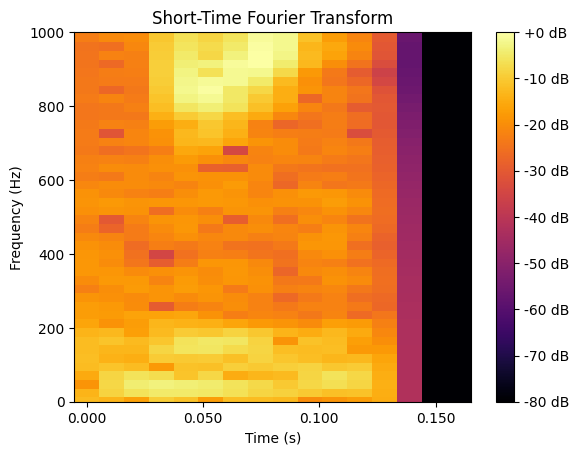 Short-Time Fourier Transform
1000
800
600
400
200
0
Frequency (Hz)
0.000
0.050
0.100
0.150
Time (s)
+0 dB
-10 dB
-20 dB
-30 dB
-40 dB
-50 dB
-60 dB
-70 dB
-80 dB